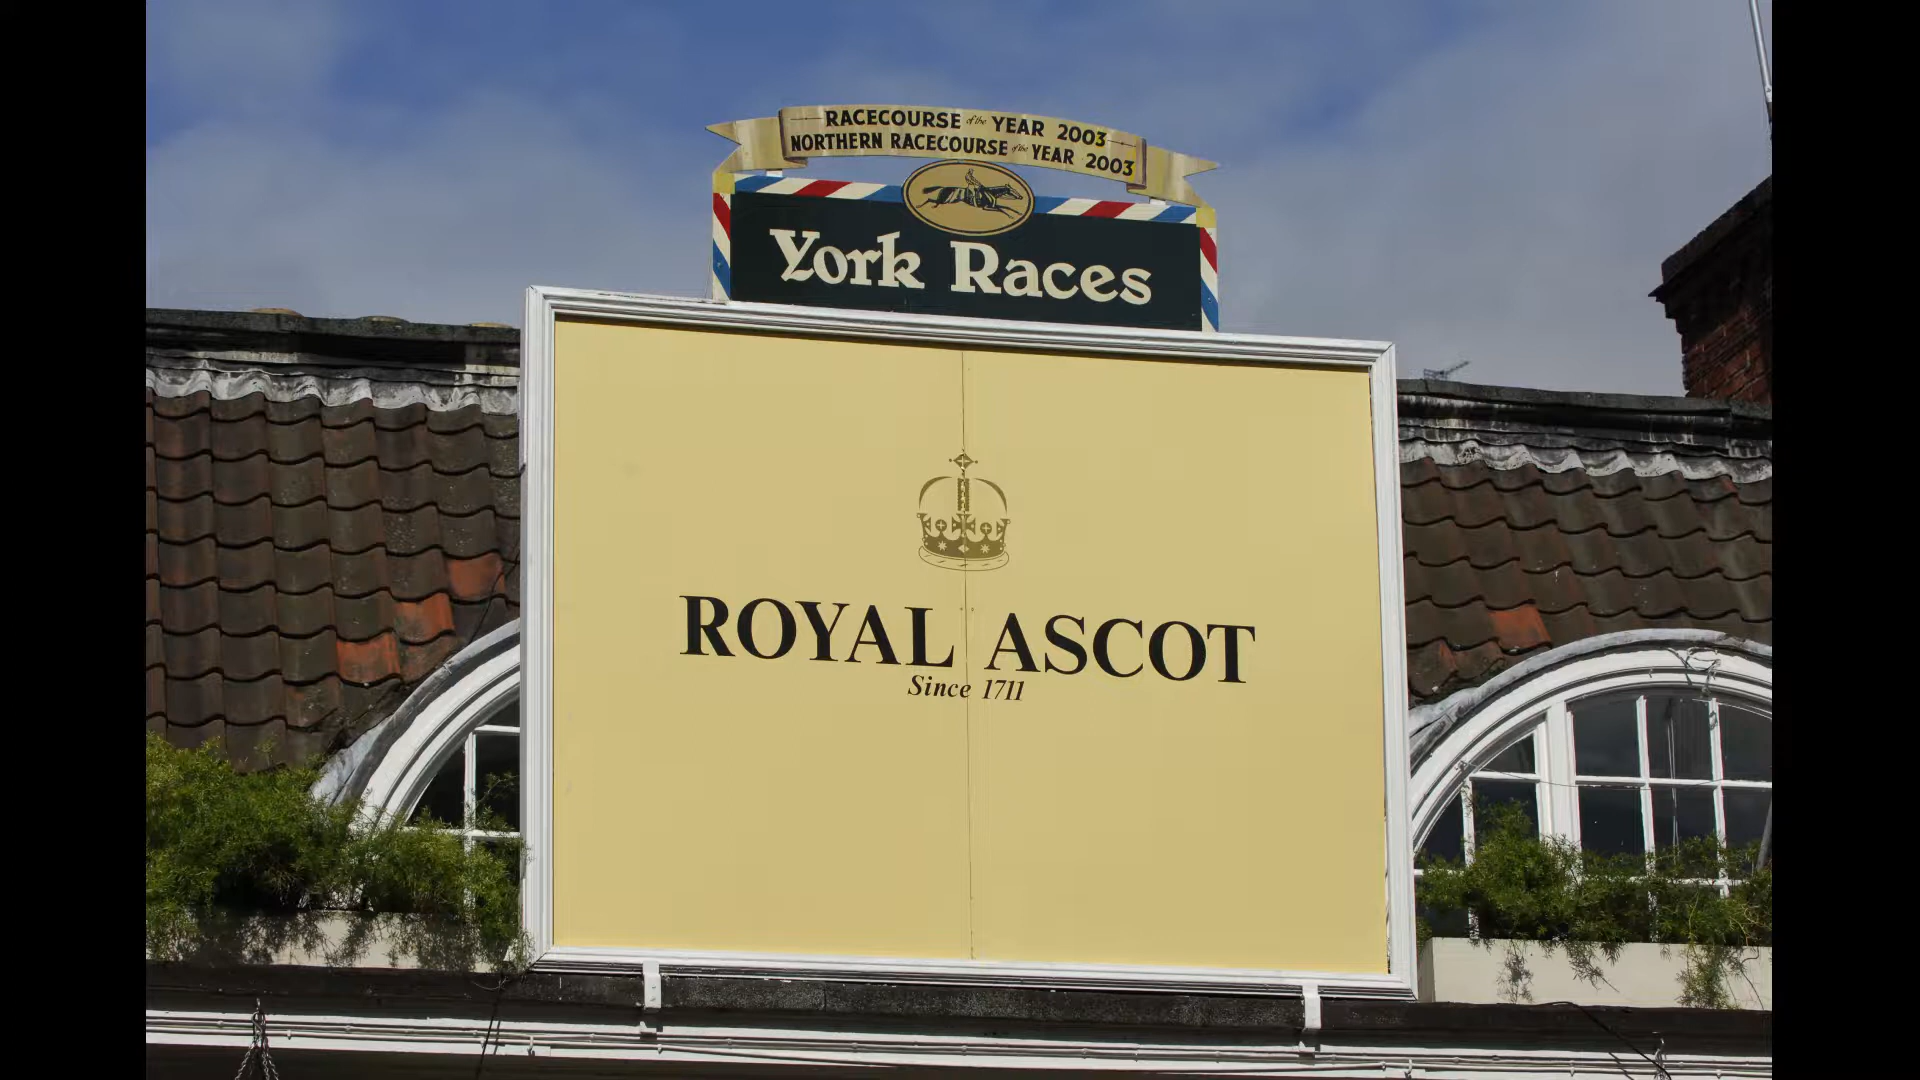 RACECOURSE of the YEAR 2003
NORTHERN RACECOURSE of the YEAR 2003
York Races
ROYAL ASCOT
Since 1711